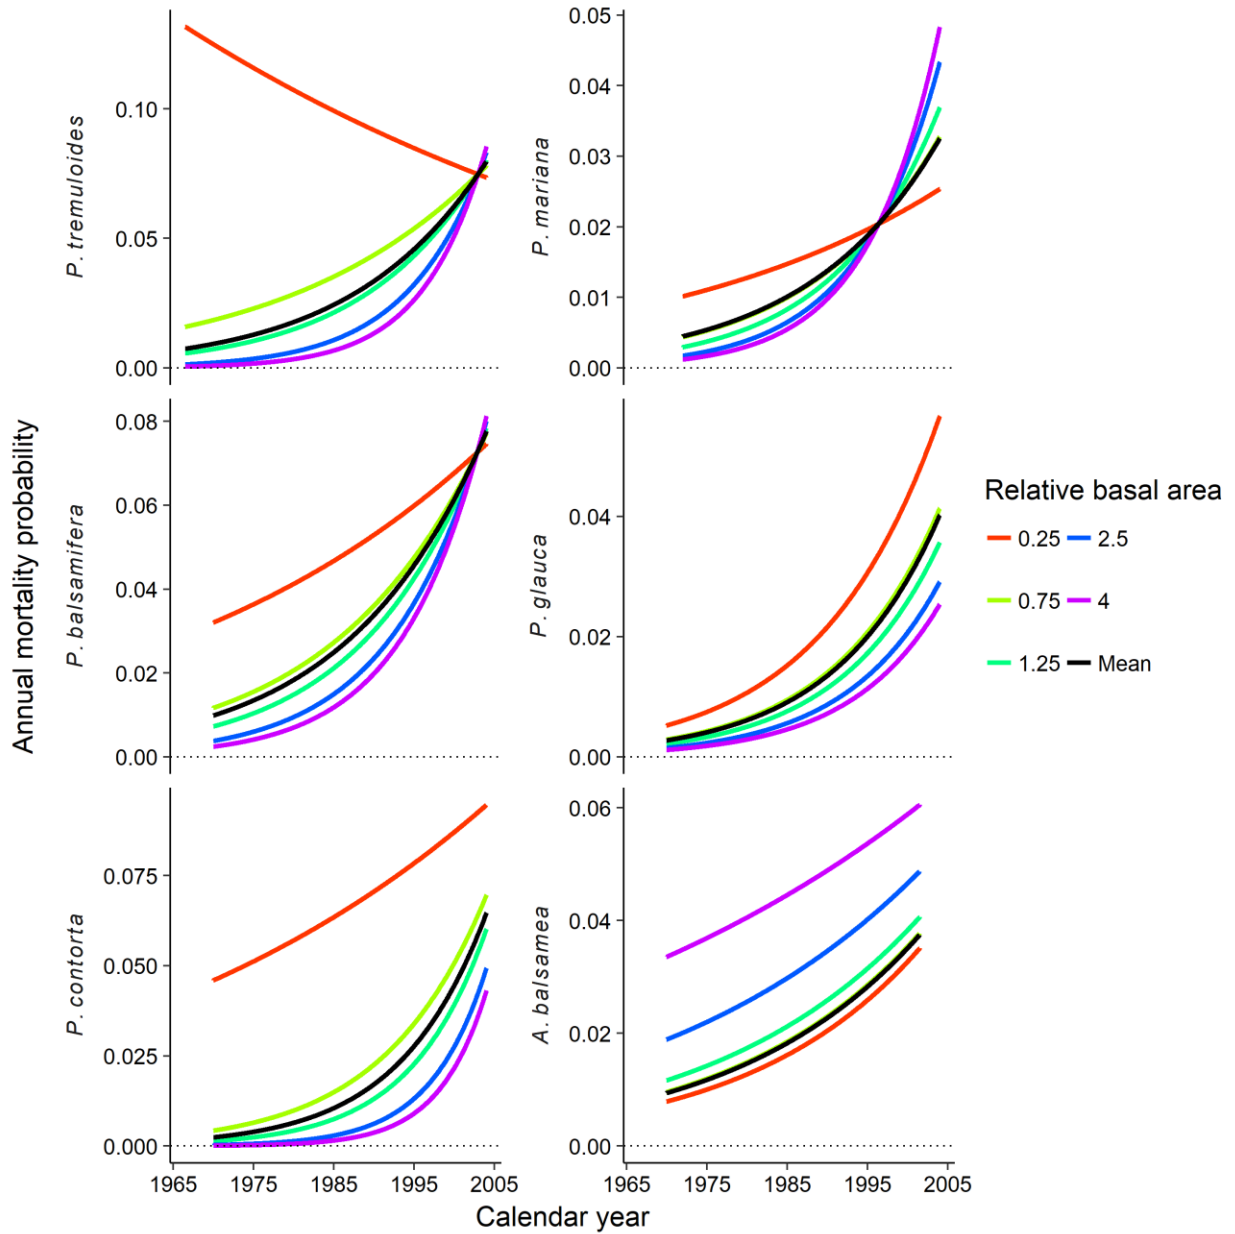 Annual mortality probability
P. tremuloides
0.10
0.05
0.00
P. mariana
0.05
0.04
0.03
0.02
0.01
0.00
P. balsamifera
0.08
0.06
0.04
0.02
0.00
P. glauca
0.04
0.02
0.00
P. contorta
0.075
0.050
0.025
0.000
1965 1975 1985 1995 2005
A. balsamea
0.06
0.04
0.02
0.00
1965 1975 1985 1995 2005
Calendar year
Relative basal area
0.25 2.5
0.75 4
1.25 Mean